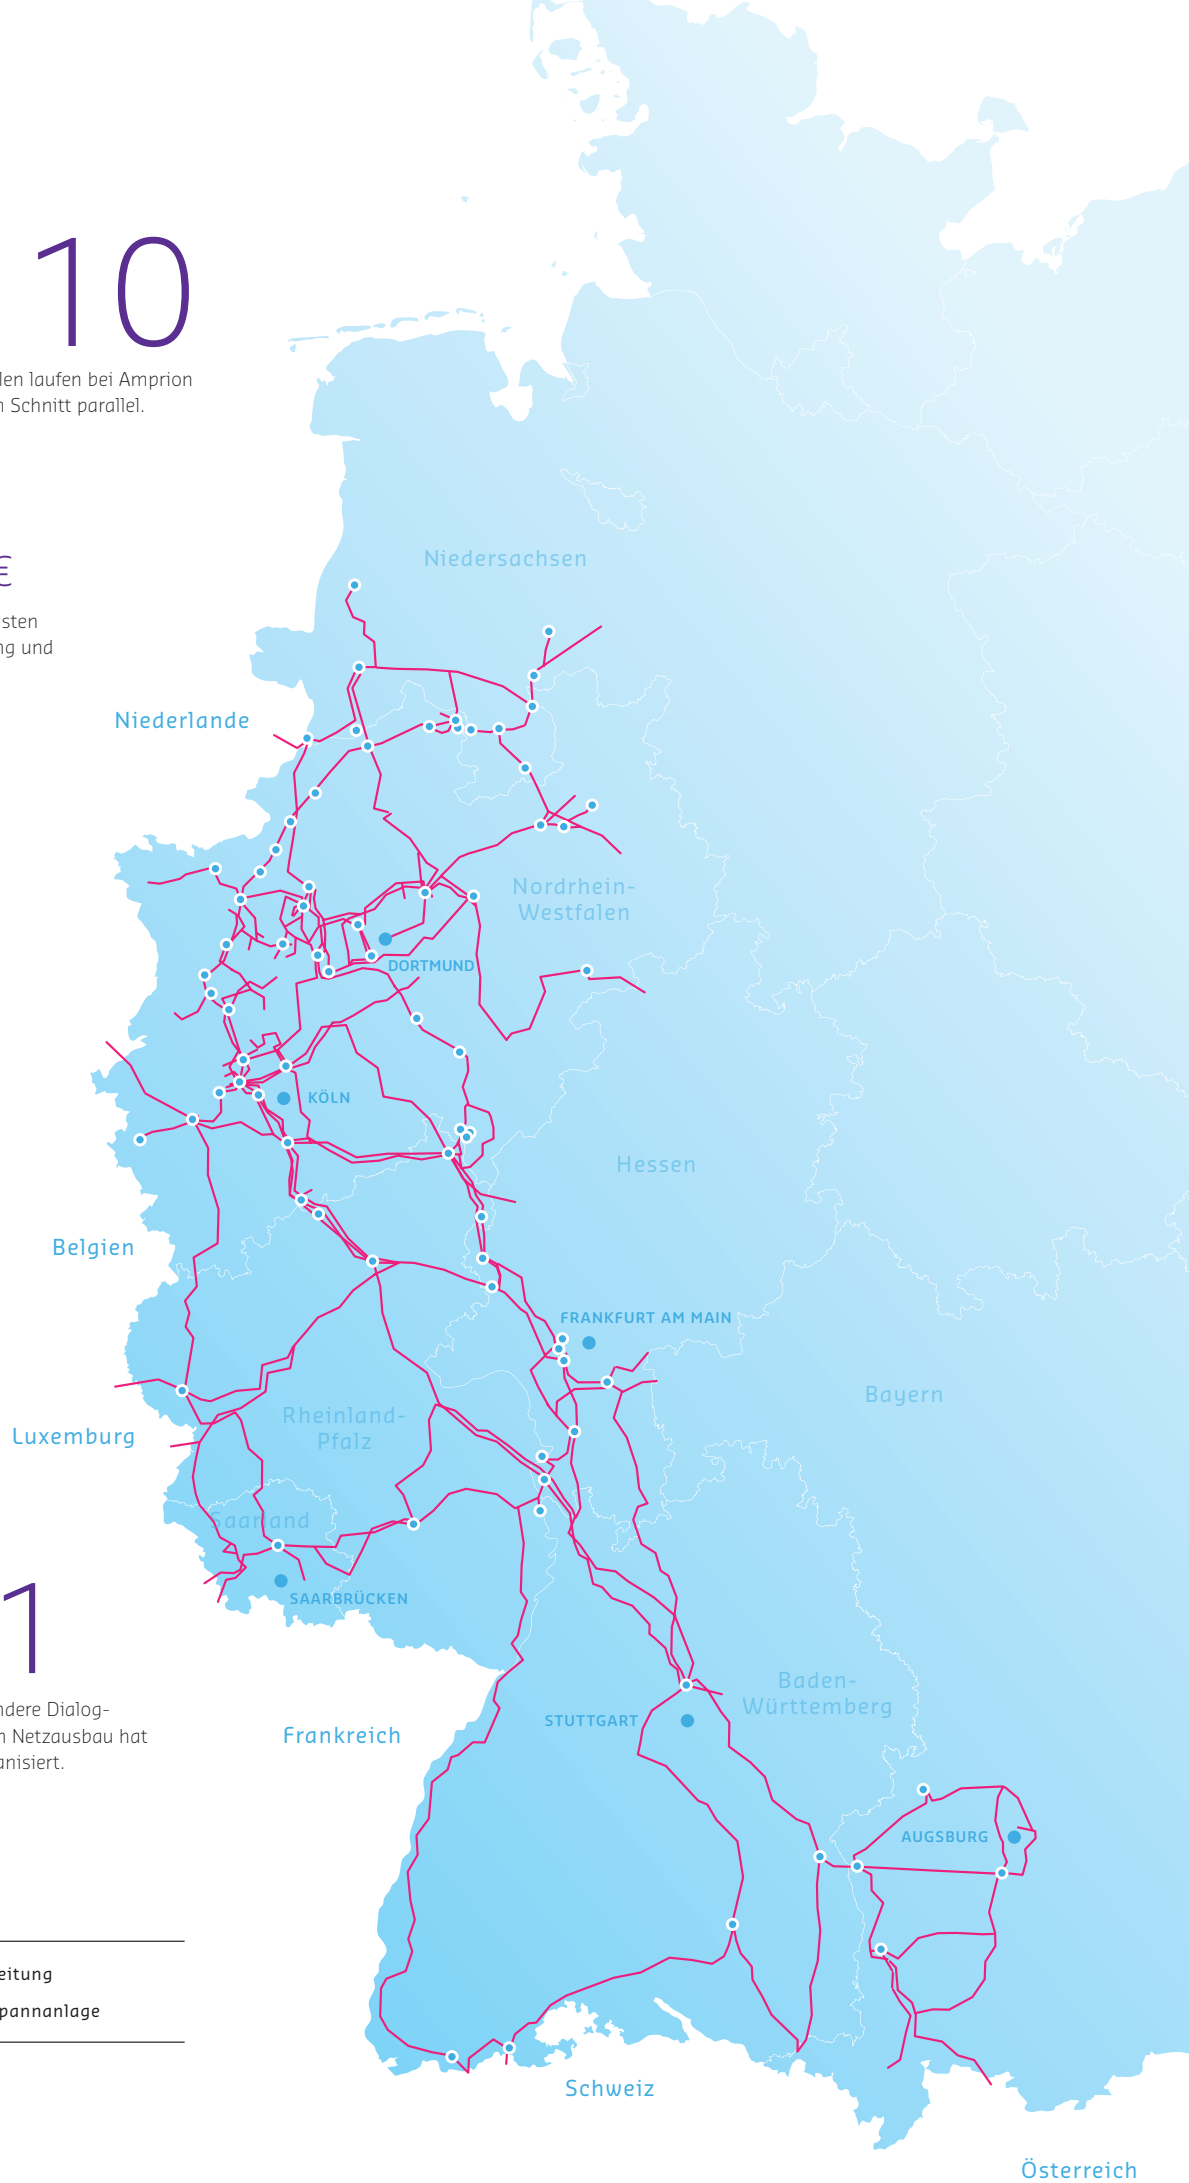 10
len laufen bei Amprion
Schnitt parallel.
€
ng und
Niedersachsen
Niederlande
Nordrhein-
Westfalen
DORTMUND
KÖLN
Hessen
Belgien
FRANKFURT AM MAIN
Bayern
Luxemburg
Rheinland-
Pfalz
Saarland
SAARBRÜCKEN
1
ndere Dialog-
Netzausbau hat
anisiert.
Baden-
Württemberg
STUTTGART
Frankreich
AUGSBURG
eitung
pannanlage
Schweiz
Österreich